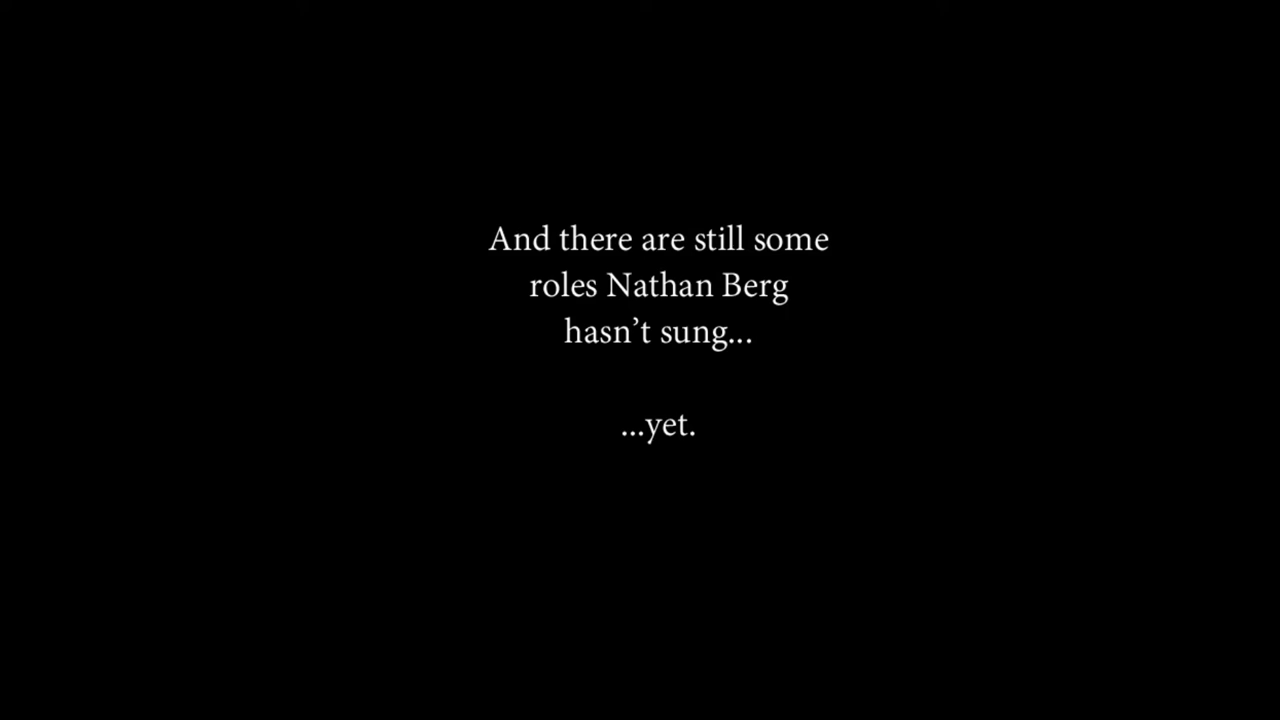 And there are still some
roles Nathan Berg
hasn’t sung...
...yet.